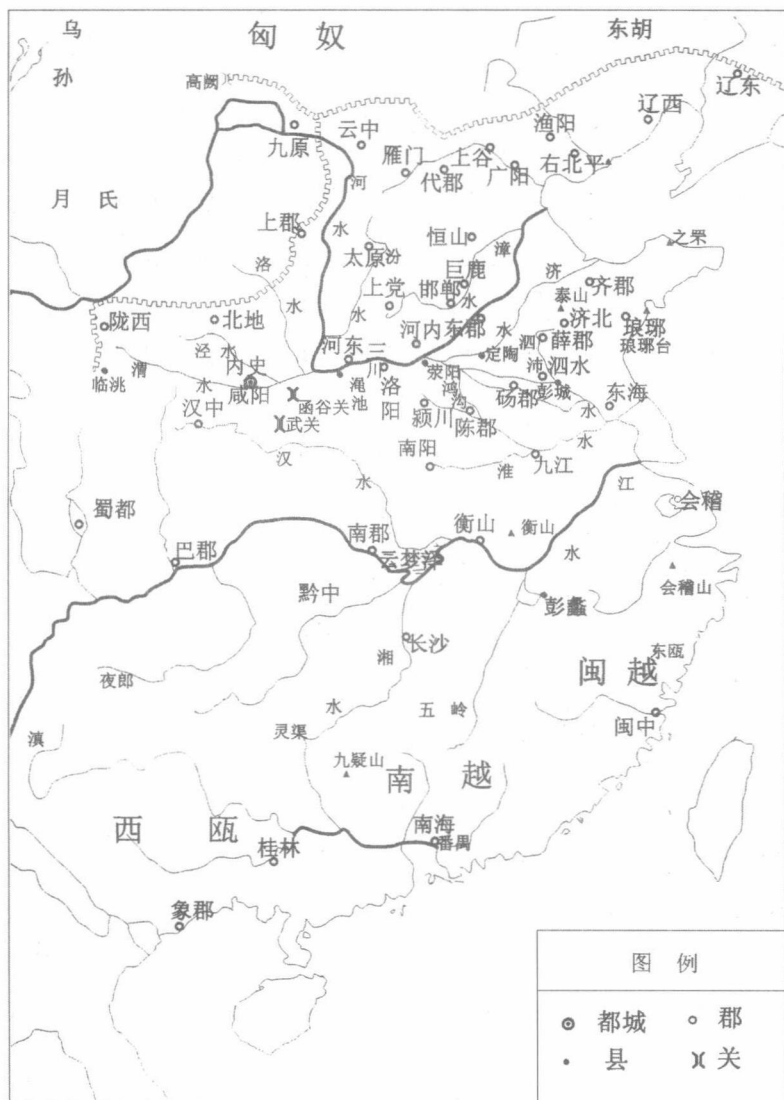 乌孙
匈 奴
东胡
高阙
辽东
辽西
九原
云中
渔阳
雁门
上谷
代郡
广阳
右北平
月 氏
河水
上郡
洛水
太原
汾水
恒山
漳水
之罘
上党
巨鹿
邯郸
济水
齐郡
泰山
济北
琅琊
琅琊台
陇西
北地
泾水
河内
东郡
薛郡
河东
三川
定陶
泗水
临洮
渭水
内史
咸阳
渑池
洛阳
荥阳
沛
泗水
函谷关
鸿沟
砀郡
彭城
东海
汉中
武关
颍川
陈郡
汉水
南阳
淮水
九江
蜀都
江水
会稽
巴郡
南郡
云梦泽
衡山
衡山
黔中
彭蠡
会稽山
长沙
湘水
东瓯
闽 越
夜郎
五岭
闽中
滇
灵渠
九疑山
南 越
西 瓯
桂林
南海
番禺
象郡
图 例
都城
郡
县
关